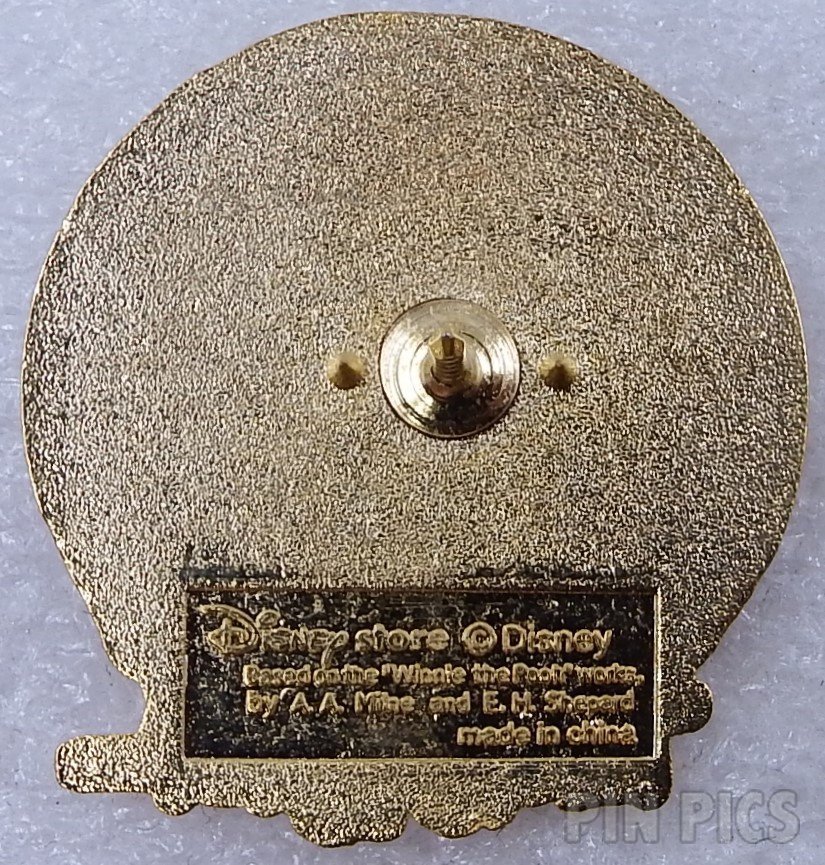 Disney store ©Disney
Based on the "Winnie the Pooh" works,
by A.A. Milne and E. H. Shepard
made in china
PIN PICS